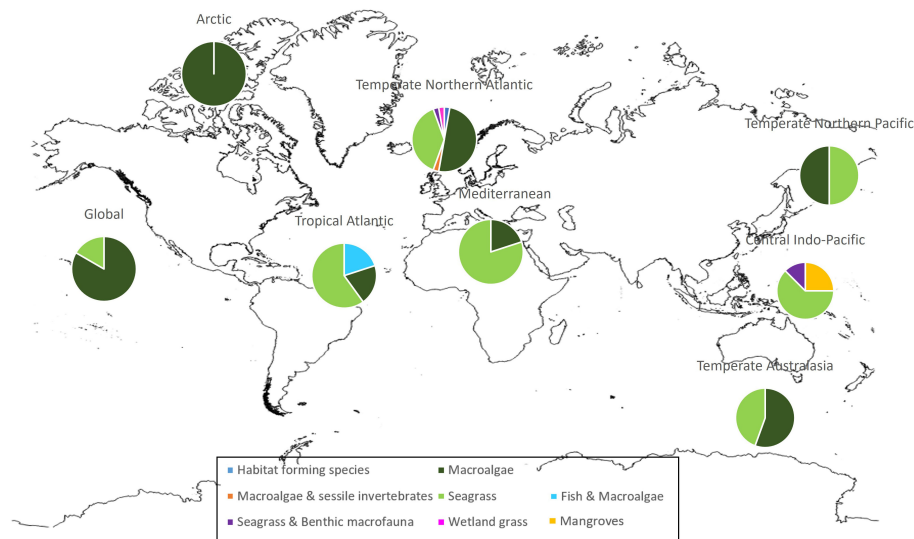 Arctic
Temperate Northern Atlantic
Temperate Northern Pacific
Mediterranean
Global
Tropical Atlantic
Central Indo-Pacific
Temperate Australasia
Habitat forming species
Macroalgae
Macroalgae & sessile invertebrates
Seagrass
Fish & Macroalgae
Seagrass & Benthic macrofauna
Wetland grass
Mangroves